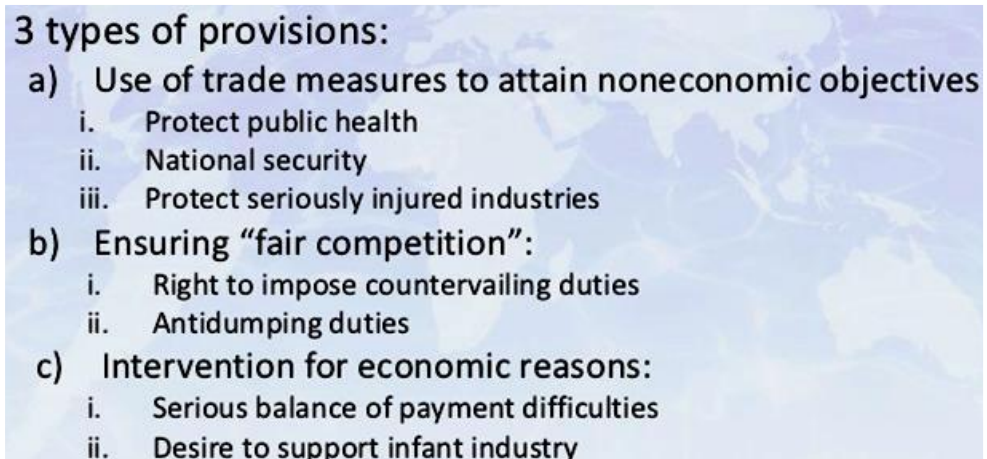 3 types of provisions:
a) Use of trade measures to attain noneconomic objectives
i. Protect public health
ii. National security
iii. Protect seriously injured industries
b) Ensuring “fair competition”:
i. Right to impose countervailing duties
ii. Antidumping duties
c) Intervention for economic reasons:
i. Serious balance of payment difficulties
ii. Desire to support infant industry